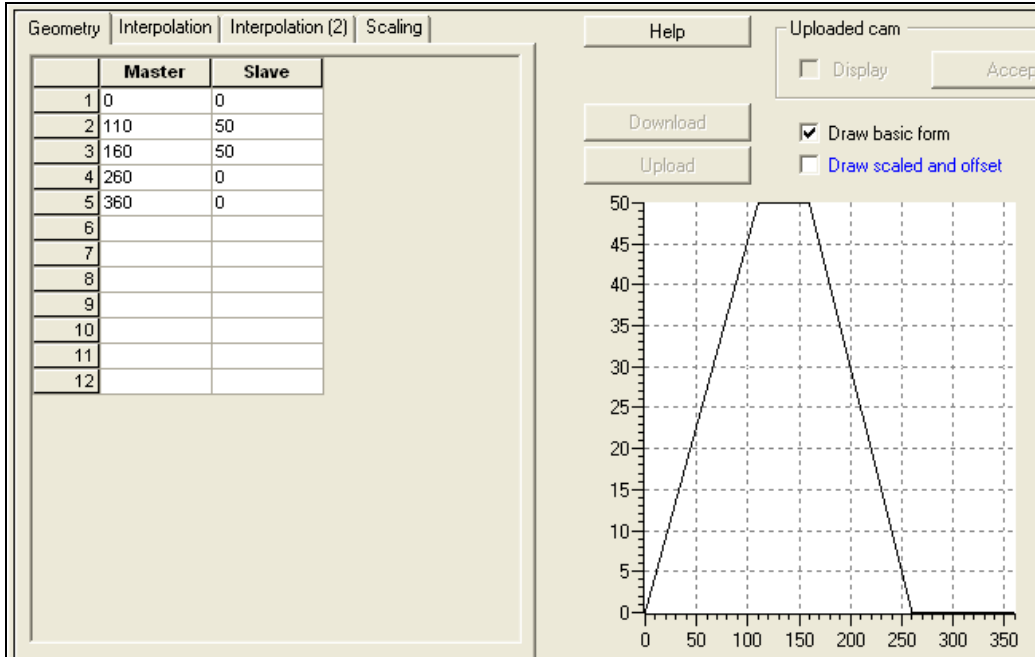 Geometry Interpolation Interpolation (2) Scaling
Master Slave
1 0 0
2 110 50
3 160 50
4 260 0
5 360 0
6
7
8
9
10
11
12
Help
Uploaded cam
Display
Accep
Download
Upload
Draw basic form
Draw scaled and offset
50
45
40
35
30
25
20
15
10
5
0
0 50 100 150 200 250 300 350